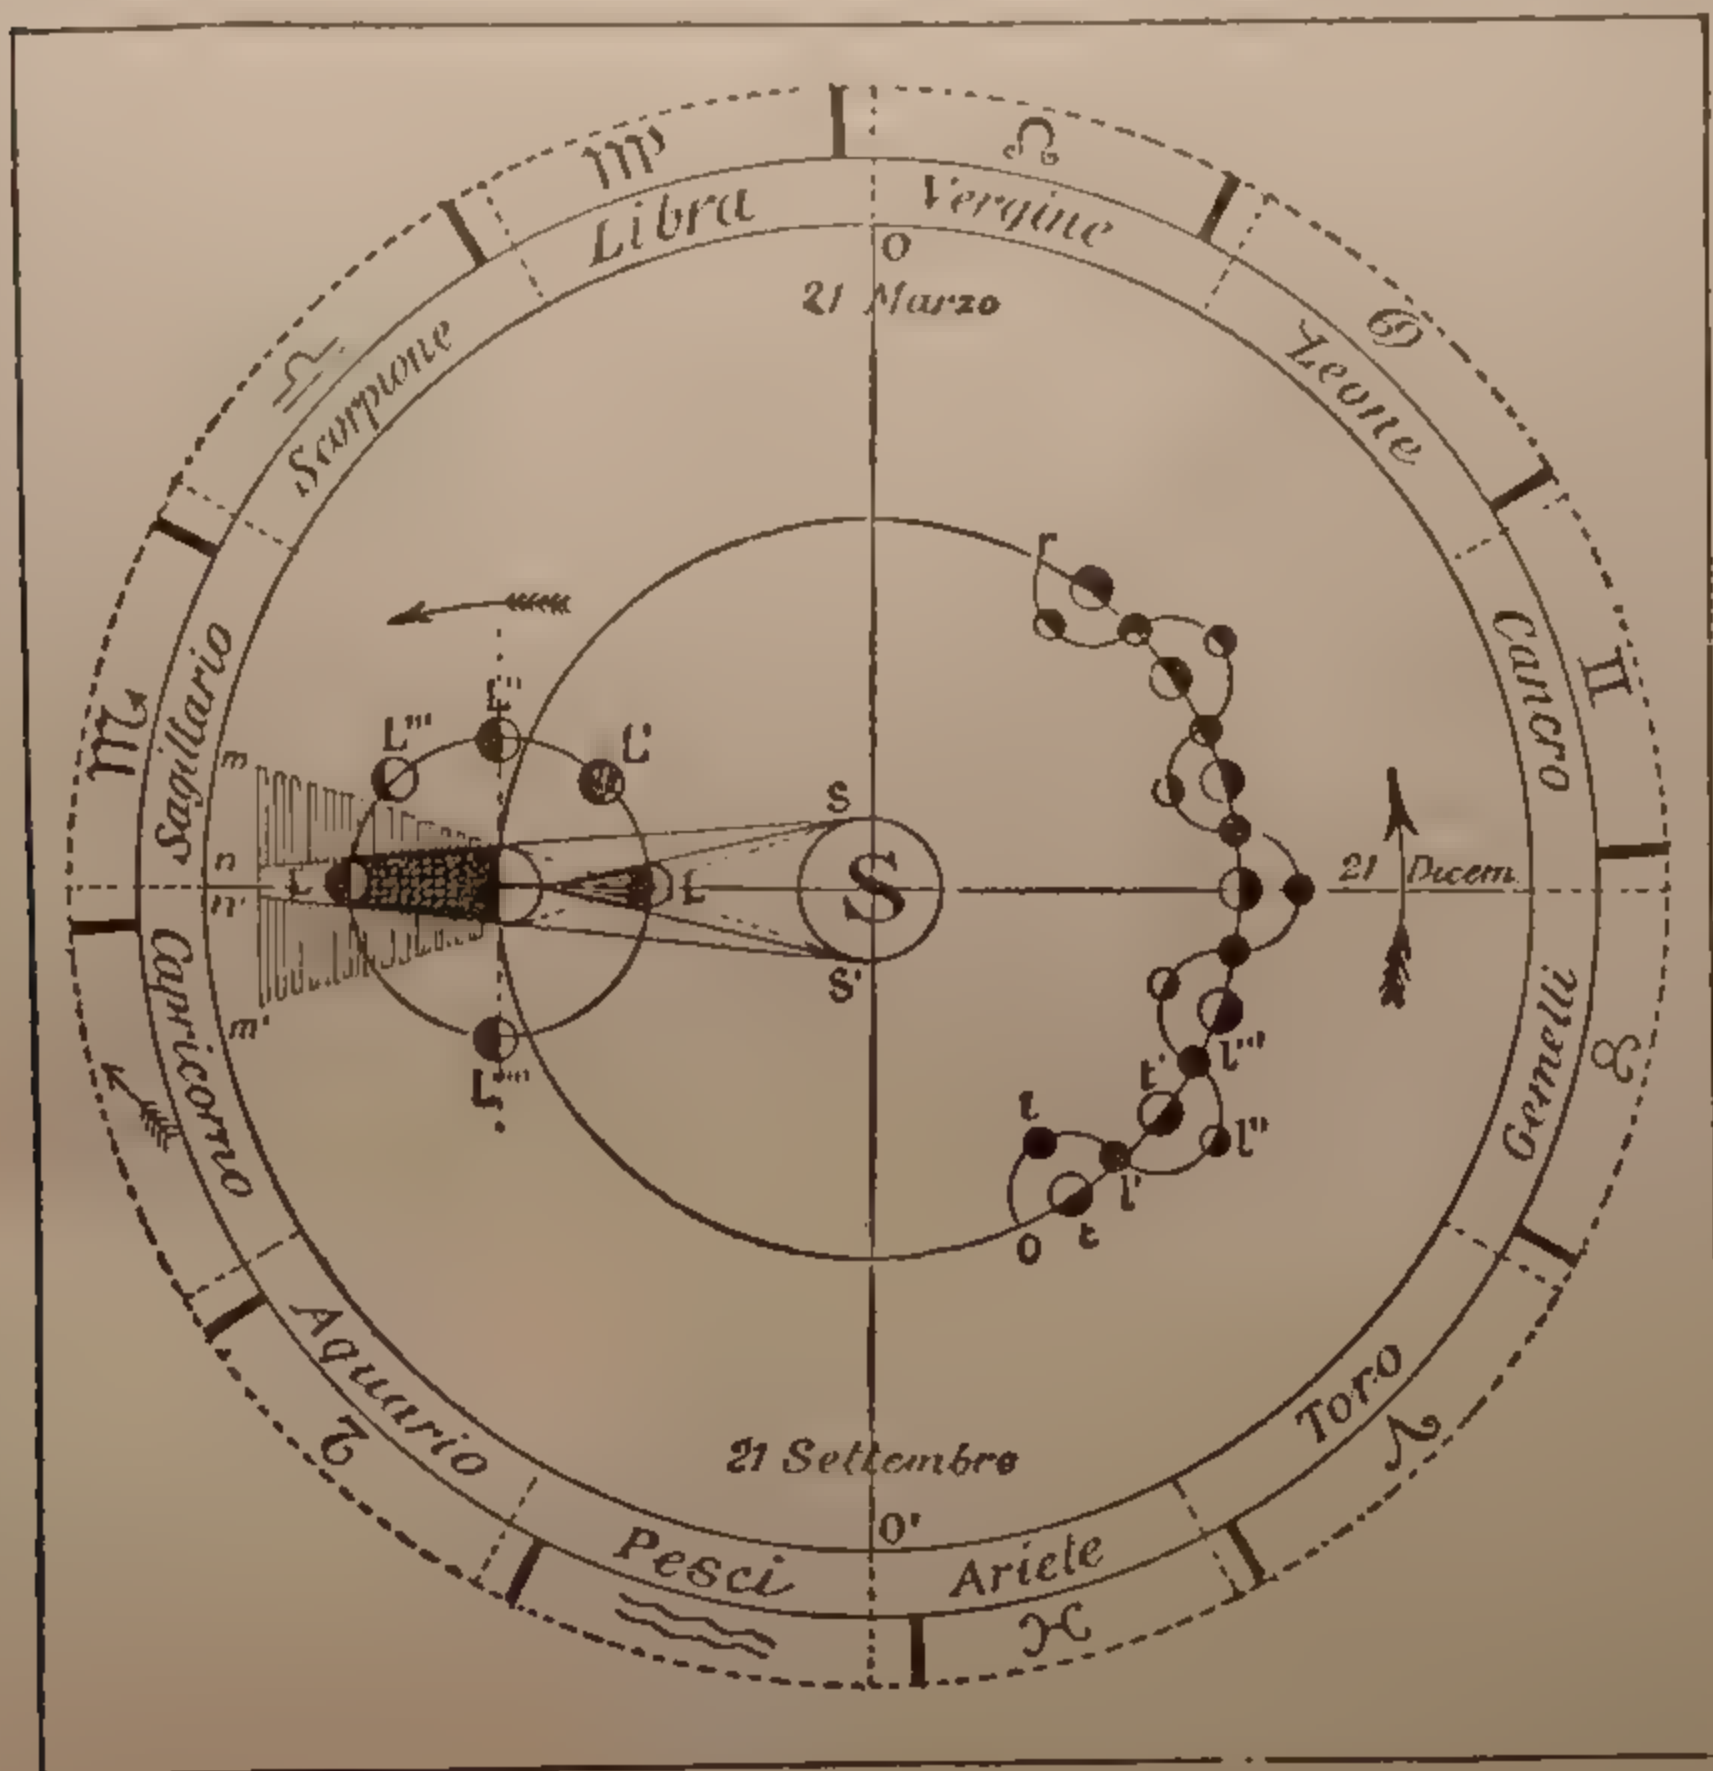 Libra
Vergine
O
21 Marzo
Scorpione
Leone
r
Sagittario
Cancro
L''
L'''
L'
m
S
n
S
L
L
21 Dicem.
n'
S'
m'
Capricorno
Gemelli
L''''
l'''
t'
l
l''
l'
t
O
Aquario
Toro
21 Settembre
O'
Pesci
Ariete